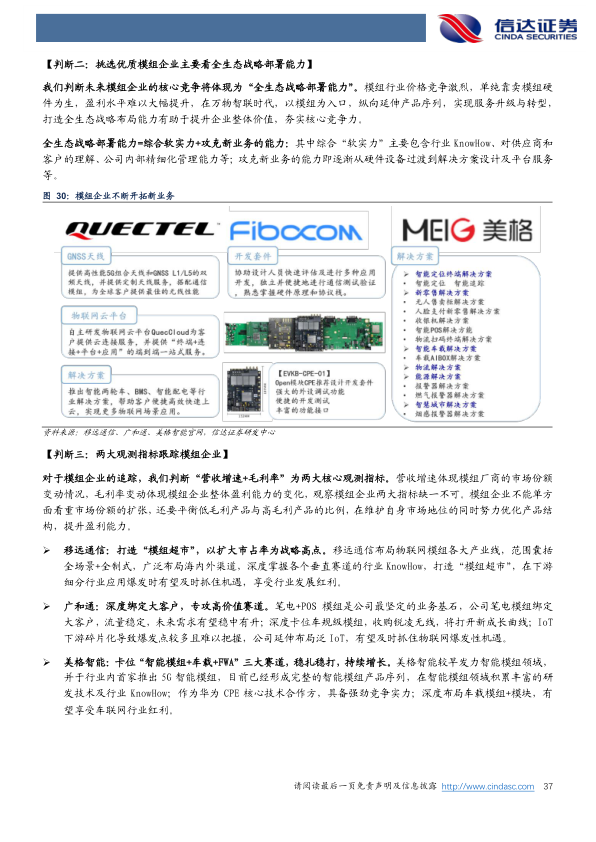 信达证券
CINDA SECURITIES
【判断二：挑选优质模组企业主要看全生态战略部署能力】
我们判断未来模组企业的核心竞争将体现为“全生态战略部署能力”。模组行业价格竞争激烈，单纯靠卖模组硬
件为生，盈利水平难以大幅提升，在万物智联时代，以模组为入口，纵向延伸产品序列，实现服务升级与转型，
打造全生态战略布局能力有助于提升企业整体价值，夯实核心竞争力。
全生态战略部署能力=综合软实力+攻克新业务的能力：其中综合“软实力”主要包含行业 KnowHow、对供应商和
客户的理解、公司内部精细化管理能力等；攻克新业务的能力即逐渐从硬件设备过渡到解决方案设计及平台服务
等。
图 30：模组企业不断开拓新业务
QUECTEL
GNSS天线
提供高性能5G组合天线和GNSS L1/L5的双
频天线，并提供定制天线服务，搭配通信
模组，为全球客户提供最佳的无线性能
物联网云平台
自主研发物联网云平台QuecCloud为客
户提供云连接服务，并提供“终端+连
接+平台+应用”的端到端一站式服务。
解决方案
推出智能两轮车、BMS、智能配电等行
业解决方案，帮助客户便捷高效快速上
云，实现更多物联网场景应用。
Fibocom
开发套件
协助设计人员快速评估及进行多种应用
开发，独立并便捷地进行通信测试验证
，熟悉掌握硬件原理和协议栈。
【EVKB-CPE-01】
Open模块CPE推荐设计开发套件
强大的外设调试功能
便捷的开发测试
丰富的功能接口
MEIG 美格
解决方案
➢ 智能定位终端解决方案
• 智能定位 智能追踪
➢ 新零售解决方案
• 无人售卖柜解决方案
• 人脸支付新零售解决方案
• 收银机解决方案
• 智能POS解决方案
• 物流扫码终端解决方案
➢ 智能车载解决方案
• 车载AIBOX解决方案
➢ 物流解决方案
➢ 能源解决方案
• 报警器解决方案
• 燃气报警器解决方案
➢ 智慧城市解决方案
• 烟感报警器解决方案
资料来源：移远通信、广和通、美格智能官网，信达证券研发中心
【判断三：两大观测指标跟踪模组企业】
对于模组企业的追踪，我们判断“营收增速+毛利率”为两大核心观测指标。营收增速体现模组厂商的市场份额
变动情况，毛利率变动体现模组企业整体盈利能力的变化，观察模组企业两大指标缺一不可。模组企业不能单方
面看重市场份额的扩张，还要平衡低毛利产品与高毛利产品的比例，在维护自身市场地位的同时努力优化产品结
构，提升盈利能力。
➢ 移远通信：打造“模组超市”，以扩大市占率为战略高点。移远通信布局物联网模组各大产业线，范围囊括
全场景+全制式，广泛布局海内外渠道，深度掌握各个垂直赛道的行业 KnowHow，打造“模组超市”，在下游
细分行业应用爆发时有望及时抓住机遇，享受行业发展红利。
➢ 广和通：深度绑定大客户，专攻高价值赛道。笔电+POS 模组是公司最坚定的业务基石，公司笔电模组绑定
大客户，流量稳定，未来需求有望稳中有升；深度卡位车规级模组，收购锐凌无线，将打开新成长曲线；IoT
下游碎片化导致爆发点较多且难以把握，公司延伸布局泛 IoT，有望及时抓住物联网爆发性机遇。
➢ 美格智能：卡位“智能模组+车载+FWA”三大赛道，稳扎稳打，持续增长。美格智能较早发力智能模组领域，
并于行业内首家推出 5G 智能模组，目前已经形成完整的智能模组产品序列，在智能模组领域积累丰富的研
发技术及行业 KnowHow；作为华为 CPE 核心技术合作方，具备强劲竞争实力；深度布局车载模组+模块，有
望享受车联网行业红利。
请阅读最后一页免责声明及信息披露 http://www.cindasc.com 37